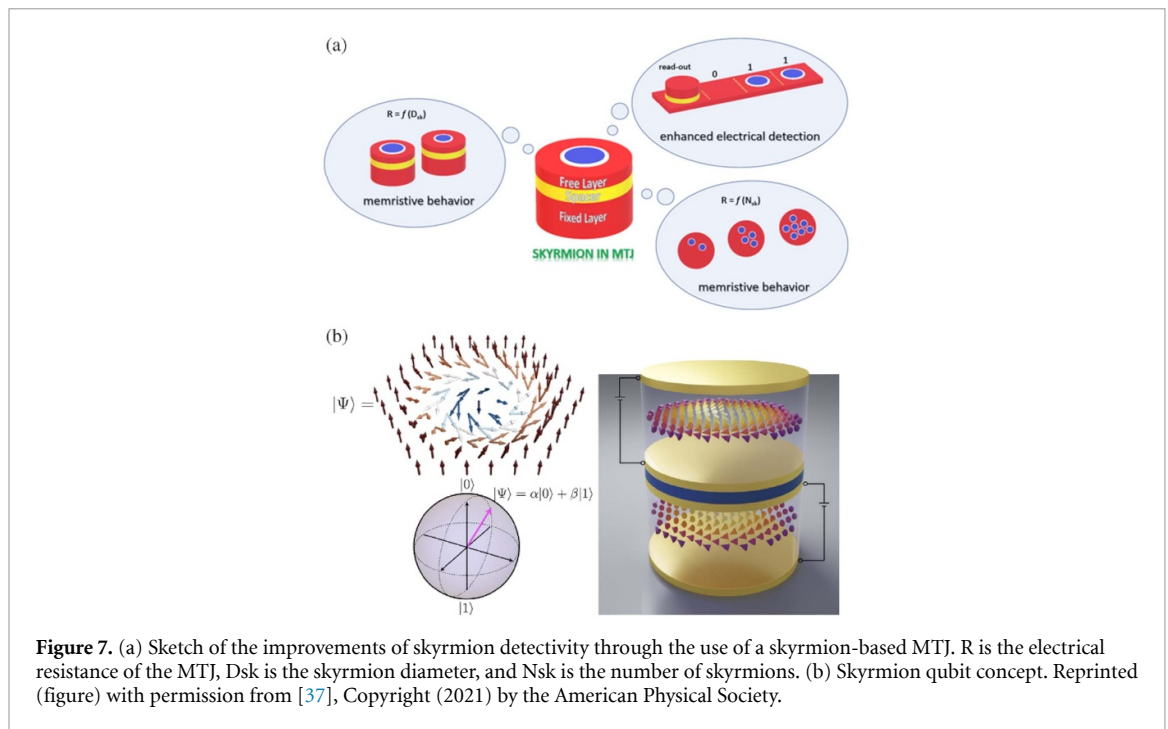 (a)
read-out
0
1
1
enhanced electrical detection
R = f(D_sk)
memristive behavior
Free Layer
Spacer
Fixed Layer
SKYRMION IN MTJ
R = f(N_sk)
memristive behavior
(b)
|Ψ⟩ =
|0⟩
|Ψ⟩ = α|0⟩ + β|1⟩
|1⟩
Figure 7. (a) Sketch of the improvements of skyrmion detectivity through the use of a skyrmion-based MTJ. R is the electrical
resistance of the MTJ, Dsk is the skyrmion diameter, and Nsk is the number of skyrmions. (b) Skyrmion qubit concept. Reprinted
(figure) with permission from [37], Copyright (2021) by the American Physical Society.